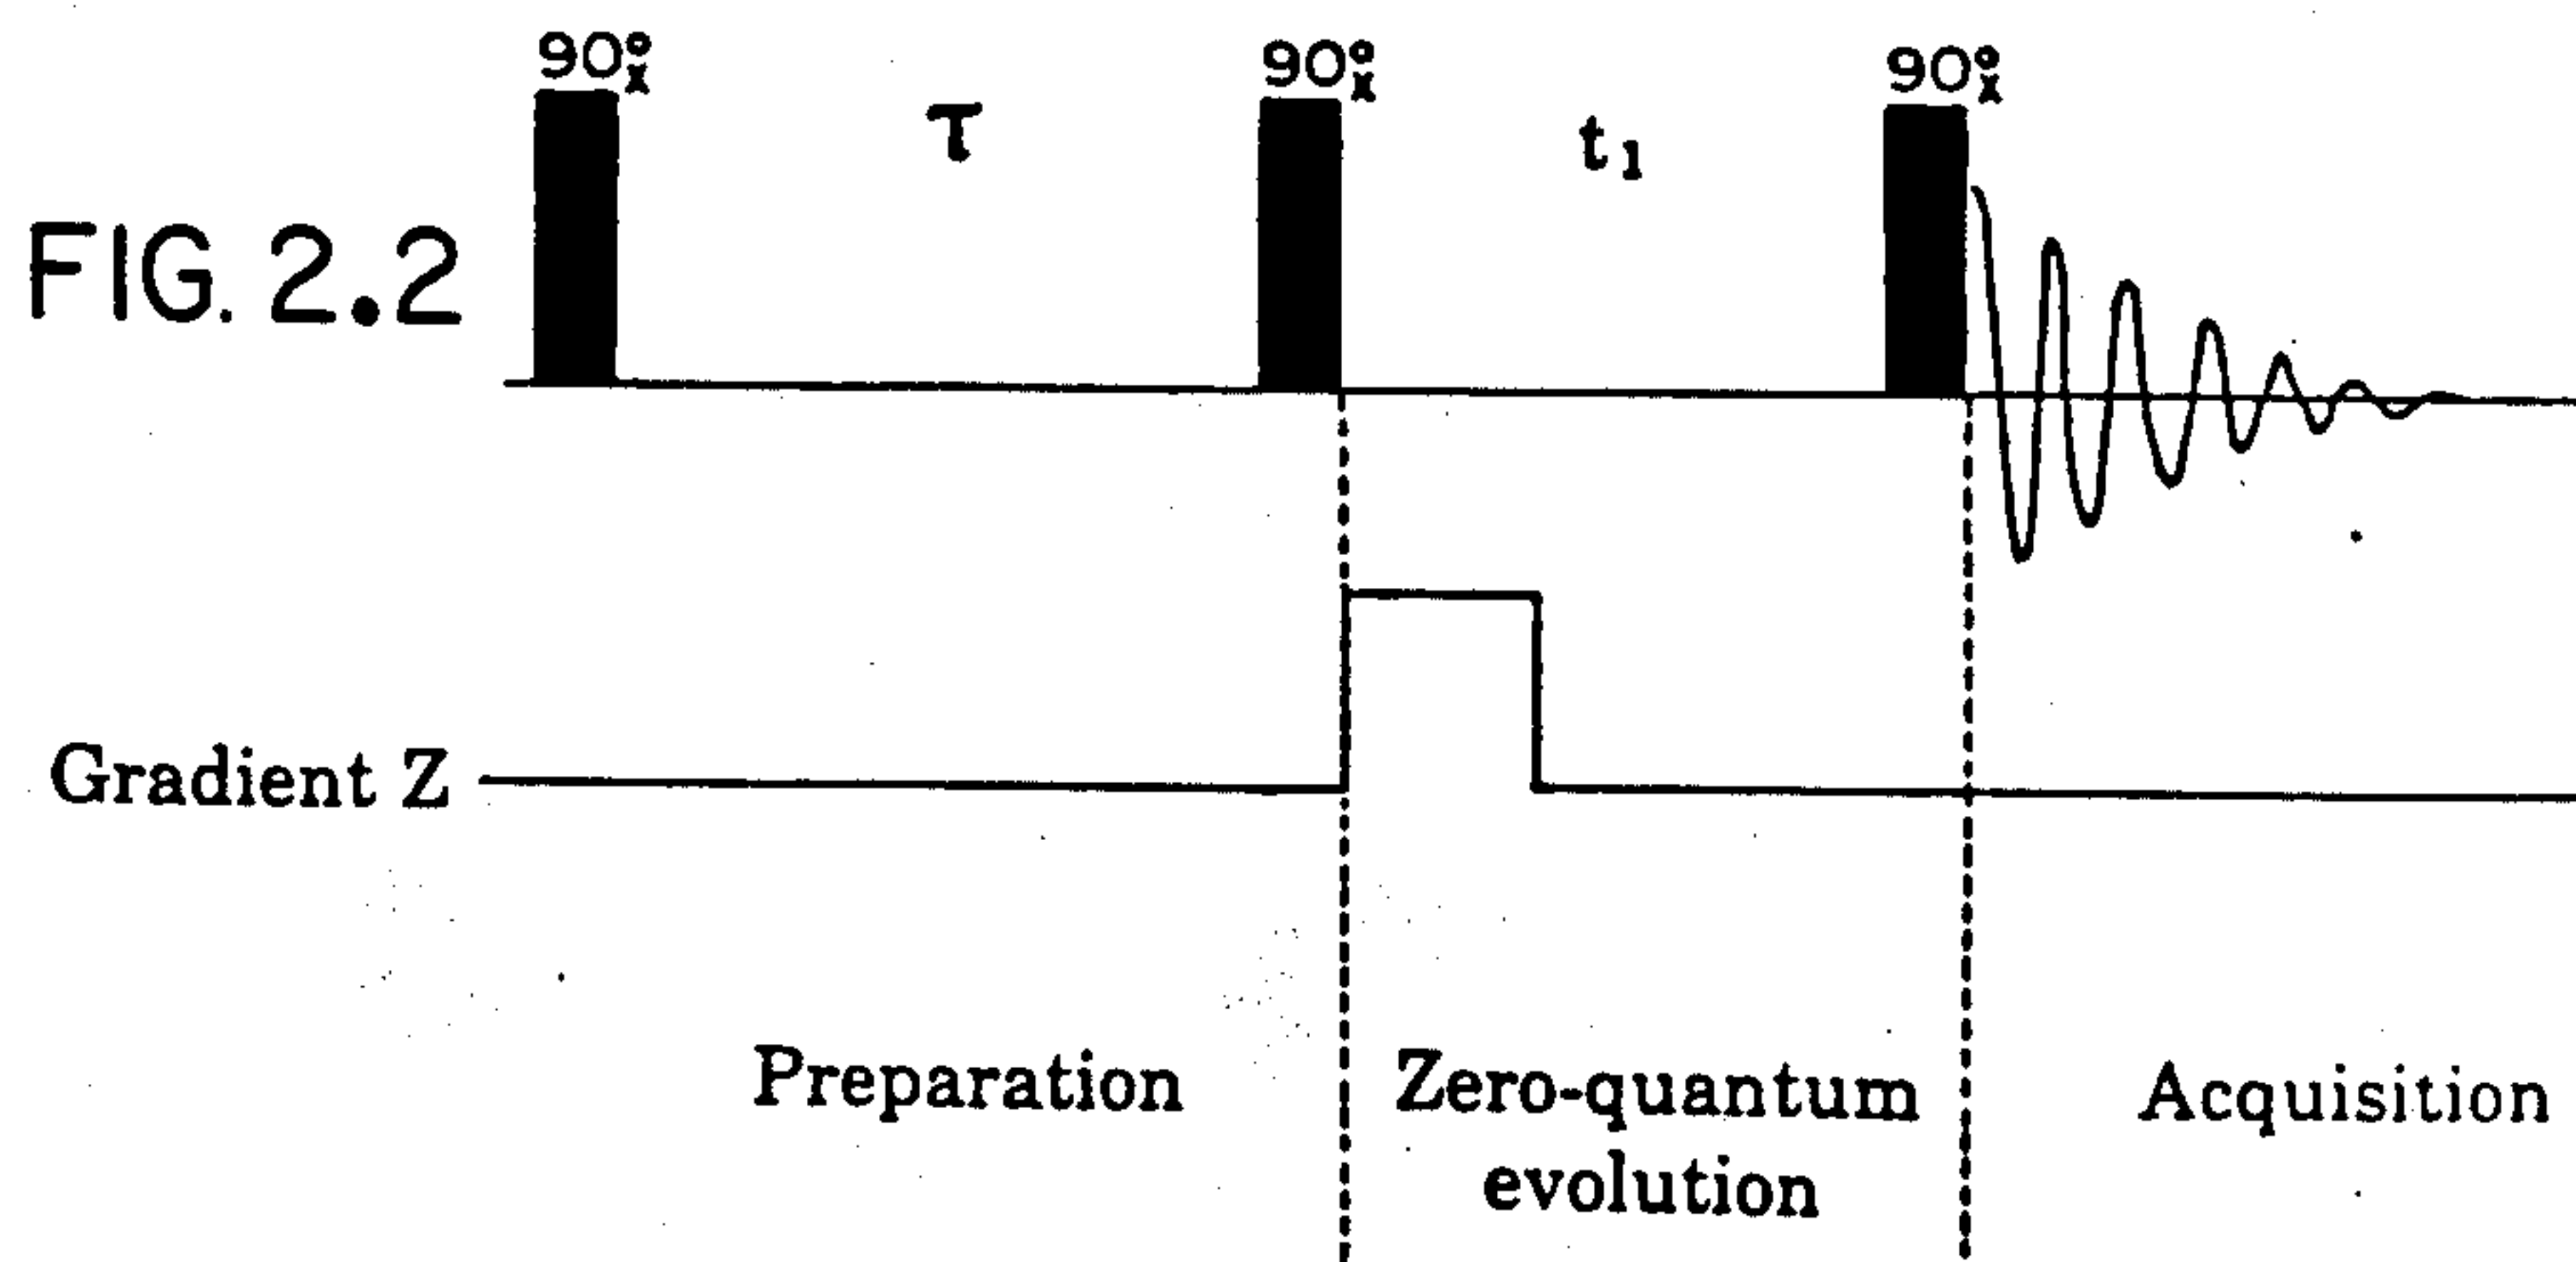 90°x
τ
90°x
t1
90°x
FIG. 2.2
Gradient Z
Preparation
Zero-quantum
evolution
Acquisition